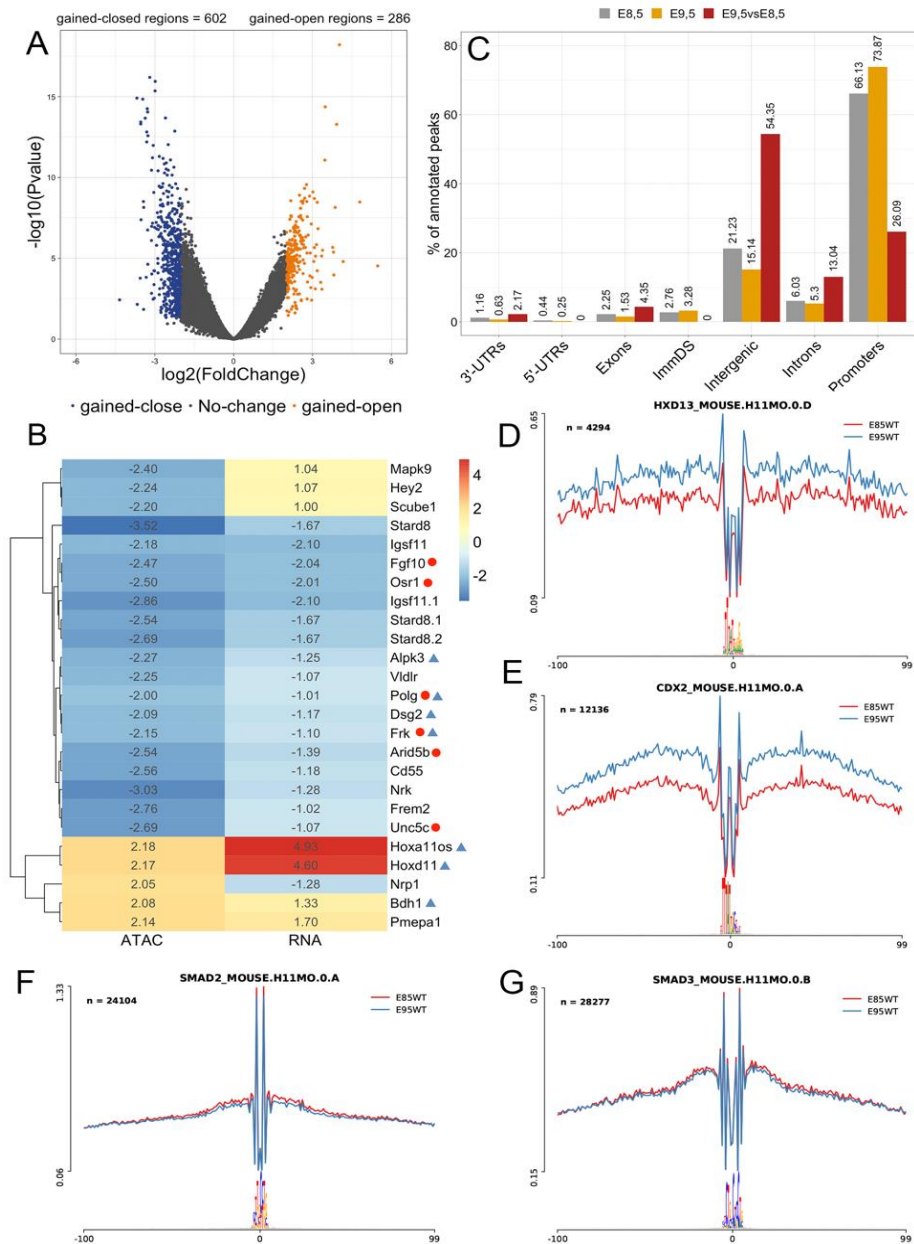 gained-closed regions = 602 gained-open regions = 286
A
15
10
5
0
-log10(Pvalue)
-6 -3 0 3 6
log2(FoldChange)
• gained-close • No-change • gained-open
E8,5 E9,5 E9,5vsE8,5
C
80
60
40
20
0
% of annotated peaks
1.16 0.63 2.17
0.44 0.25 0
2.25 1.53 4.35
2.76 3.28 0
21.23 15.14 54.35
6.03 5.3 13.04
66.13 73.87 26.09
3'-UTRs 5'-UTRs Exons ImmDS Intergenic Introns Promoters
B
-2.40 1.04 Mapk9
-2.24 1.07 Hey2
-2.20 1.00 Scube1
-3.52 -1.67 Stard8
-2.18 -2.10 Igsf11
-2.47 -2.04 Fgf10
-2.50 -2.01 Osr1
-2.86 -2.10 Igsf11.1
-2.54 -1.67 Stard8.1
-2.69 -1.67 Stard8.2
-2.27 -1.25 Alpk3
-2.25 -1.07 Vldlr
-2.00 -1.01 Polg
-2.09 -1.17 Dsg2
-2.15 -1.10 Frk
-2.54 -1.39 Arid5b
-2.56 -1.18 Cd55
-3.03 -1.28 Nrk
-2.76 -1.02 Frem2
-2.69 -1.07 Unc5c
2.18 4.93 Hoxa11os
2.17 4.60 Hoxd11
2.05 -1.28 Nrp1
2.08 1.33 Bdh1
2.14 1.70 Pmepa1
ATAC RNA
4
2
0
-2
D
HXD13_MOUSE.H11MO.0.D
n = 4294
E85WT
E95WT
0.65
0.09
-100 0 99
E
CDX2_MOUSE.H11MO.0.A
n = 12136
E85WT
E95WT
0.79
0.11
-100 0 99
F
SMAD2_MOUSE.H11MO.0.A
n = 24104
E85WT
E95WT
1.33
0.06
-100 0 99
G
SMAD3_MOUSE.H11MO.0.B
n = 28277
E85WT
E95WT
0.89
0.15
-100 0 99